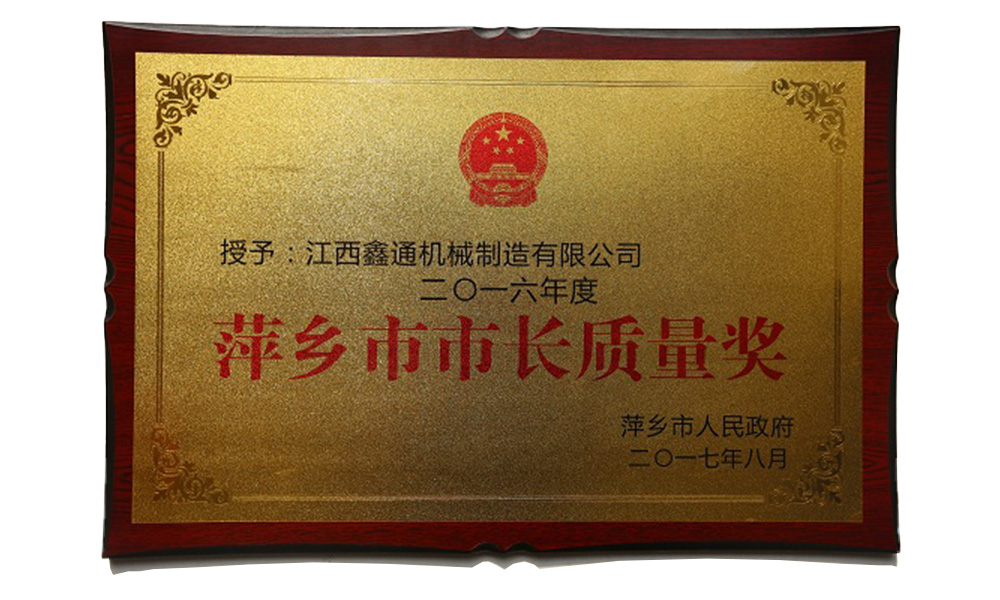 授予：江西鑫通机械制造有限公司
二〇一六年度
萍乡市市长质量奖
萍乡市人民政府
二〇一七年八月